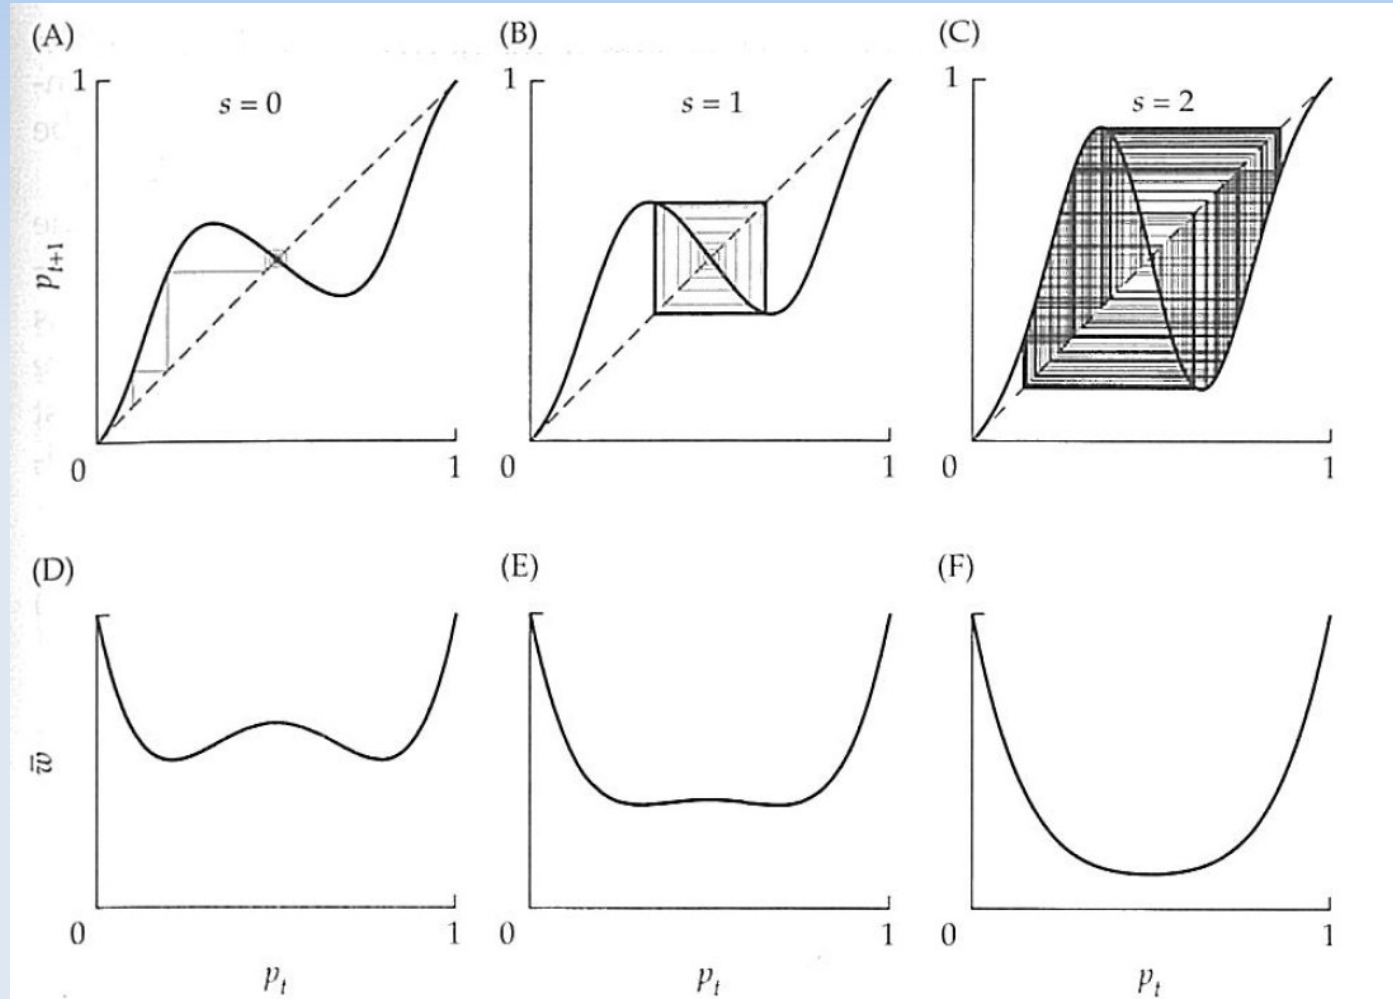 (A) (B) (C)
1 1 1
s = 0 s = 1 s = 2
p_{t+1}
0 1 0 1 0 1
(D) (E) (F)
w̄
0 1 0 1 0 1
p_t p_t p_t